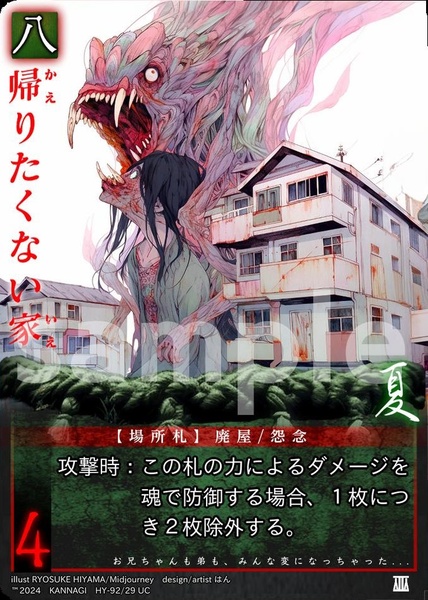 八
帰りたくない家
かえ
いえ
sample
夏
【場所札】廃屋/怨念
攻撃時：この札の力によるダメージを
魂で防御する場合、１枚につ
き２枚除外する。
4
お兄ちゃんも弟も、みんな変になっちゃった...
illust RYOSUKE HIYAMA/Midjourney design/artist はん
™2024 KANNAGI HY-92/29 UC